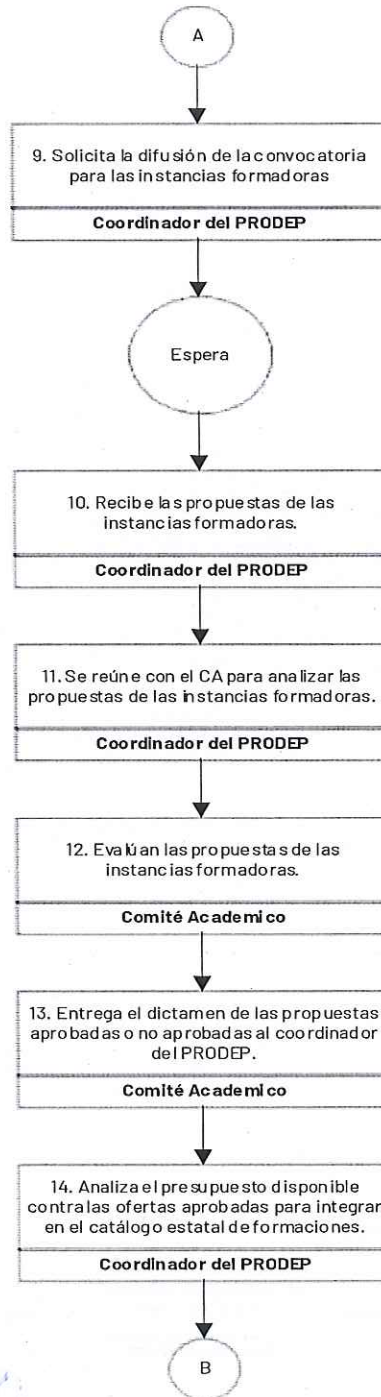 A
9. Solicita la difusión de la convocatoria
para las instancias formadoras
Coordinador del PRODEP
Espera
10. Recibe las propuestas de las
instancias formadoras.
Coordinador del PRODEP
11. Se reúne con el CA para analizar las
propuestas de las instancias formadoras.
Coordinador del PRODEP
12. Evalúan las propuestas de las
instancias formadoras.
Comité Academico
13. Entrega el dictamen de las propuestas
aprobadas o no aprobadas al coordinador
del PRODEP.
Comité Academico
14. Analiza el presupuesto disponible
contra las ofertas aprobadas para integrar
en el catálogo estatal de formaciones.
Coordinador del PRODEP
B